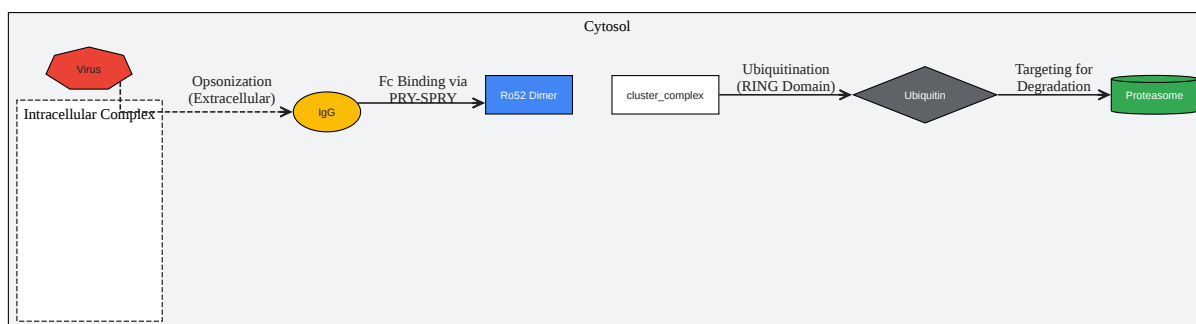 Cytosol
Virus
Intracellular Complex
Opsonization
(Extracellular)
IgG
Fc Binding via
PRY-SPRY
Ro52 Dimer
cluster_complex
Ubiquitination
(RING Domain)
Ubiquitin
Targeting for
Degradation
Proteasome